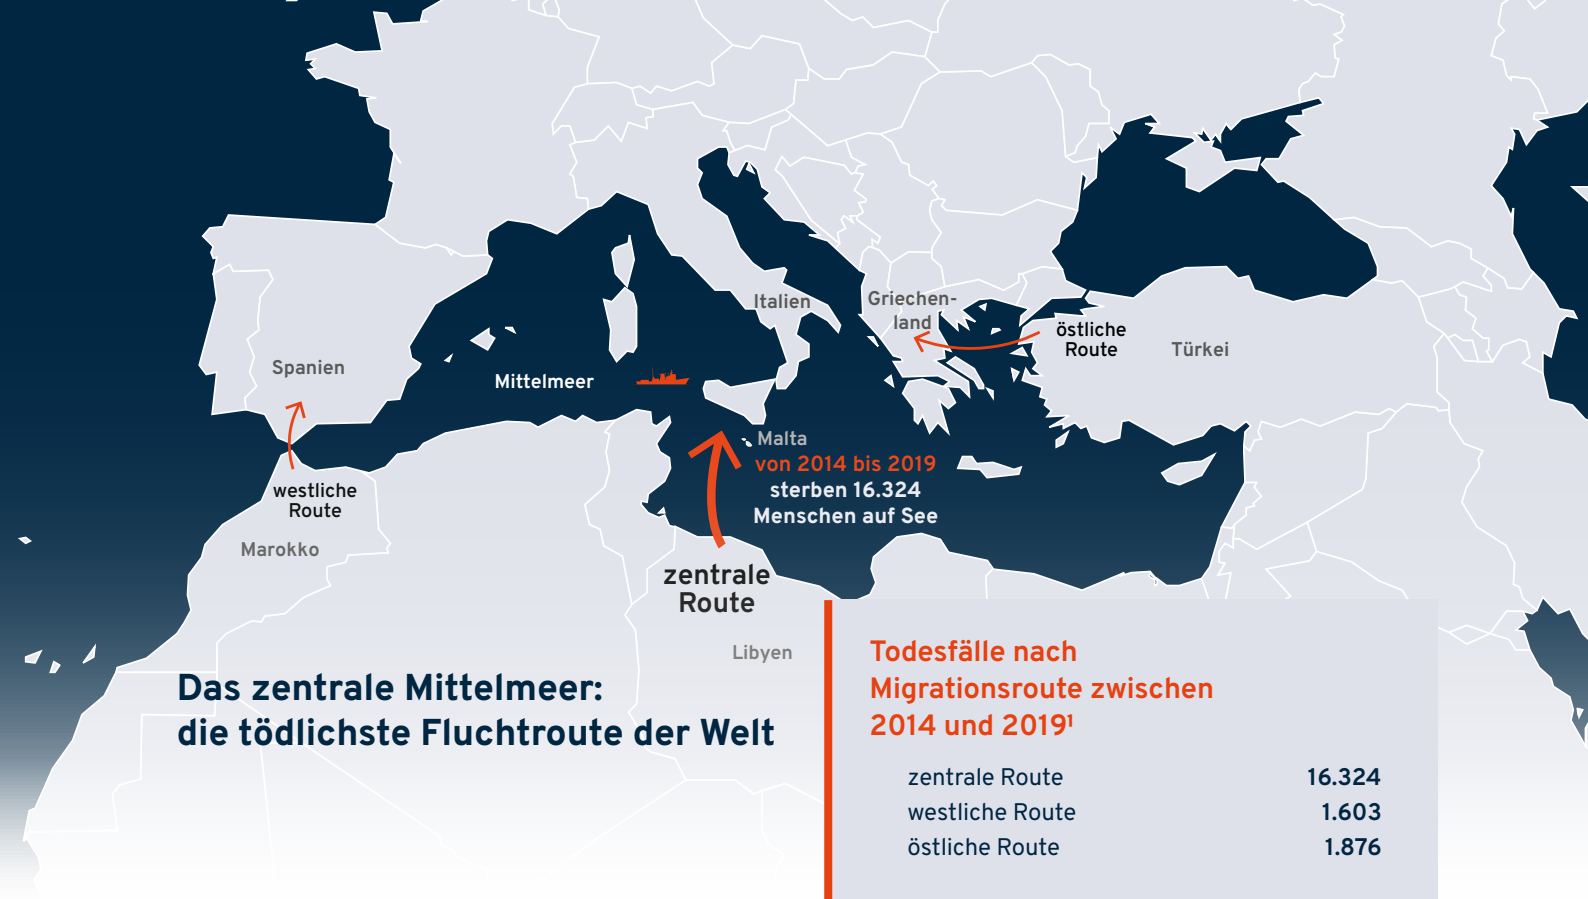 Italien
Griechen-
land
östliche
Route
Türkei
Spanien
Mittelmeer
Malta
von 2014 bis 2019
sterben 16.324
Menschen auf See
westliche
Route
Marokko
zentrale
Route
Libyen
Das zentrale Mittelmeer:
die tödlichste Fluchtroute der Welt
Todesfälle nach
Migrationsroute zwischen
2014 und 2019¹
zentrale Route 16.324
westliche Route 1.603
östliche Route 1.876